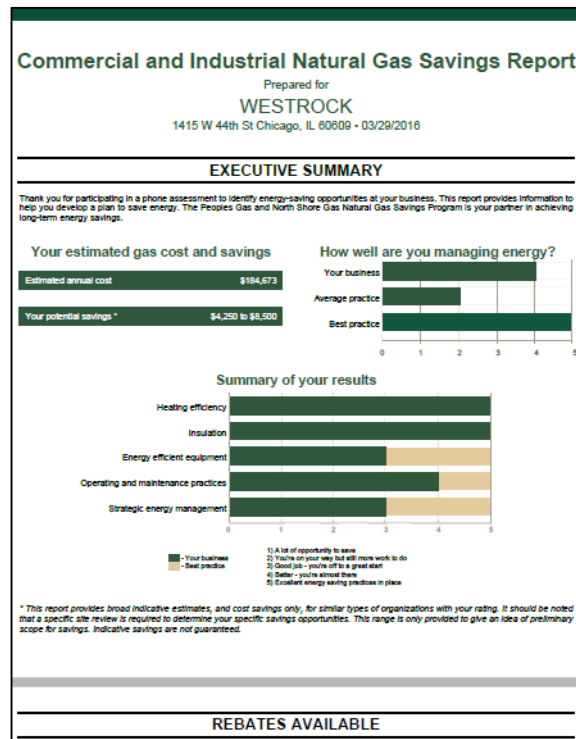 Commercial and Industrial Natural Gas Savings Report
Prepared for
WESTROCK
1415 W 44th St Chicago, IL 60609 • 03/29/2016
EXECUTIVE SUMMARY
Thank you for participating in a phone assessment to identify energy-saving opportunities at your business. This report provides information to
help you develop a plan to save energy. The Peoples Gas and North Shore Gas Natural Gas Savings Program is your partner in achieving
long-term energy savings.
Your estimated gas cost and savings
Estimated annual cost $184,673
Your potential savings * $4,250 to $8,500
How well are you managing energy?
Your business
Average practice
Best practice
0 1 2 3 4 5
Summary of your results
Heating efficiency
Insulation
Energy efficient equipment
Operating and maintenance practices
Strategic energy management
0 1 2 3 4 5
- Your business
- Best practice
1) A lot of opportunity to save
2) You're on your way but still more work to do
3) Good job - you're off to a great start
4) Better - you're almost there
5) Excellent energy saving practices in place
* This report provides broad indicative estimates, and cost savings only, for similar types of organizations with your rating. It should be noted
that a specific site review is required to determine your specific savings opportunities. This range is only provided to give an idea of preliminary
scope for savings. Indicative savings are not guaranteed.
REBATES AVAILABLE